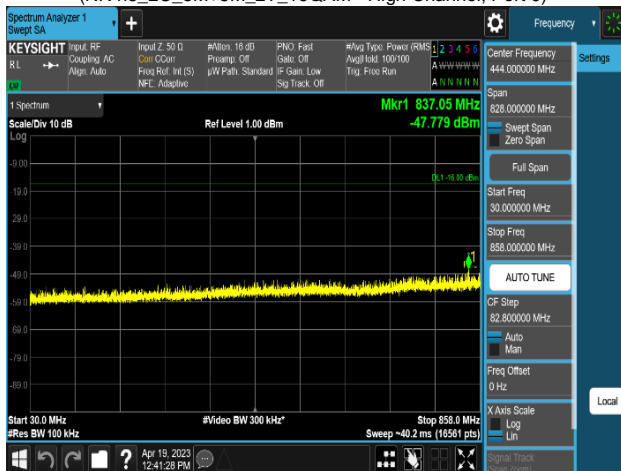 Spectrum Analyzer 1
Swept SA
Frequency
KEYSIGHT
RL
Input: RF
Coupling: AC
Align: Auto
Input Z: 50 Ω
Corr CCorr
Freq Ref: Int (S)
NFE: Adaptive
#Atten: 16 dB
Preamp: Off
µW Path: Standard
PNO: Fast
Gate: Off
IF Gain: Low
Sig Track: Off
#Avg Type: Power (RMS
Avg|Hold: 100/100
Trig: Free Run
1 2 3 4 5 6
A W W W W W
A N N N N N
1 Spectrum
Scale/Div 10 dB
Log
Ref Level 1.00 dBm
Mkr1 837.05 MHz
-47.779 dBm
DL1 -16.00 dBm
-9.00
-19.0
-29.0
-39.0
-49.0
-59.0
-69.0
-79.0
-89.0
1
Start 30.0 MHz
#Res BW 100 kHz
#Video BW 300 kHz*
Stop 858.0 MHz
Sweep ~40.2 ms (16561 pts)
Apr 19, 2023
12:41:28 PM
Center Frequency
444.000000 MHz
Settings
Span
828.000000 MHz
Swept Span
Zero Span
Full Span
Start Freq
30.000000 MHz
Stop Freq
858.000000 MHz
AUTO TUNE
CF Step
82.800000 MHz
Auto
Man
Freq Offset
0 Hz
X Axis Scale
Log
Lin
Local
Signal Track
(Span Zoom)